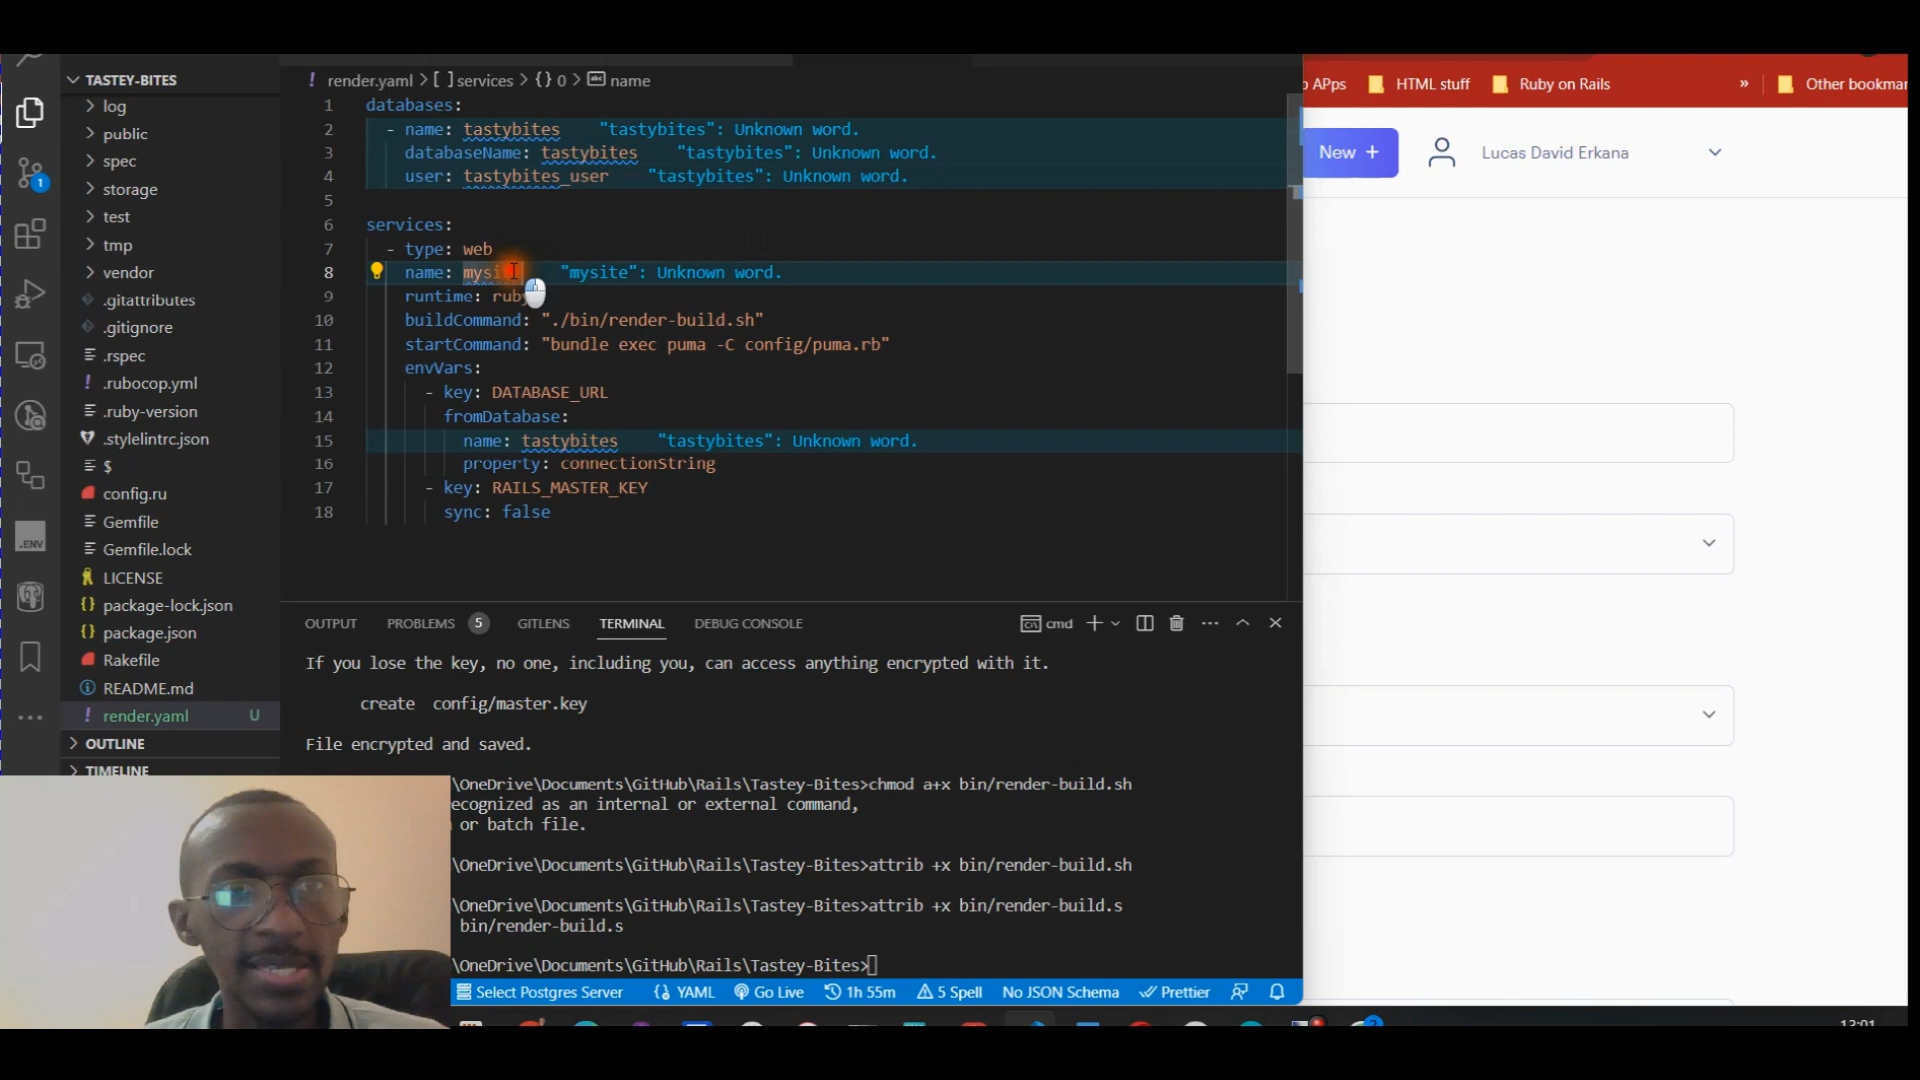 TASTEY-BITES
log
public
spec
storage
test
tmp
vendor
.gitattributes
.gitignore
.rspec
.rubocop.yml
.ruby-version
.stylelintrc.json
$
config.ru
Gemfile
Gemfile.lock
LICENSE
package-lock.json
package.json
Rakefile
README.md
render.yaml U
OUTLINE
TIMELINE
1
.ENV
! render.yaml > [ ] services > {} 0 > abc name
1 databases:
2 - name: tastybites "tastybites": Unknown word.
3 databaseName: tastybites "tastybites": Unknown word.
4 user: tastybites_user "tastybites": Unknown word.
5
6 services:
7 - type: web
8 name: mysite "mysite": Unknown word.
9 runtime: ruby
10 buildCommand: "./bin/render-build.sh"
11 startCommand: "bundle exec puma -C config/puma.rb"
12 envVars:
13 - key: DATABASE_URL
14 fromDatabase:
15 name: tastybites "tastybites": Unknown word.
16 property: connectionString
17 - key: RAILS_MASTER_KEY
18 sync: false
OUTPUT PROBLEMS 5 GITLENS TERMINAL DEBUG CONSOLE cmd
If you lose the key, no one, including you, can access anything encrypted with it.
create config/master.key
File encrypted and saved.
\OneDrive\Documents\GitHub\Rails\Tastey-Bites>chmod a+x bin/render-build.sh
ecognized as an internal or external command,
or batch file.
\OneDrive\Documents\GitHub\Rails\Tastey-Bites>attrib +x bin/render-build.sh
\OneDrive\Documents\GitHub\Rails\Tastey-Bites>attrib +x bin/render-build.s
bin/render-build.s
\OneDrive\Documents\GitHub\Rails\Tastey-Bites>
Select Postgres Server YAML Go Live 1h 55m 5 Spell No JSON Schema Prettier
APps HTML stuff Ruby on Rails » Other bookmar
New + Lucas David Erkana
2
13:01